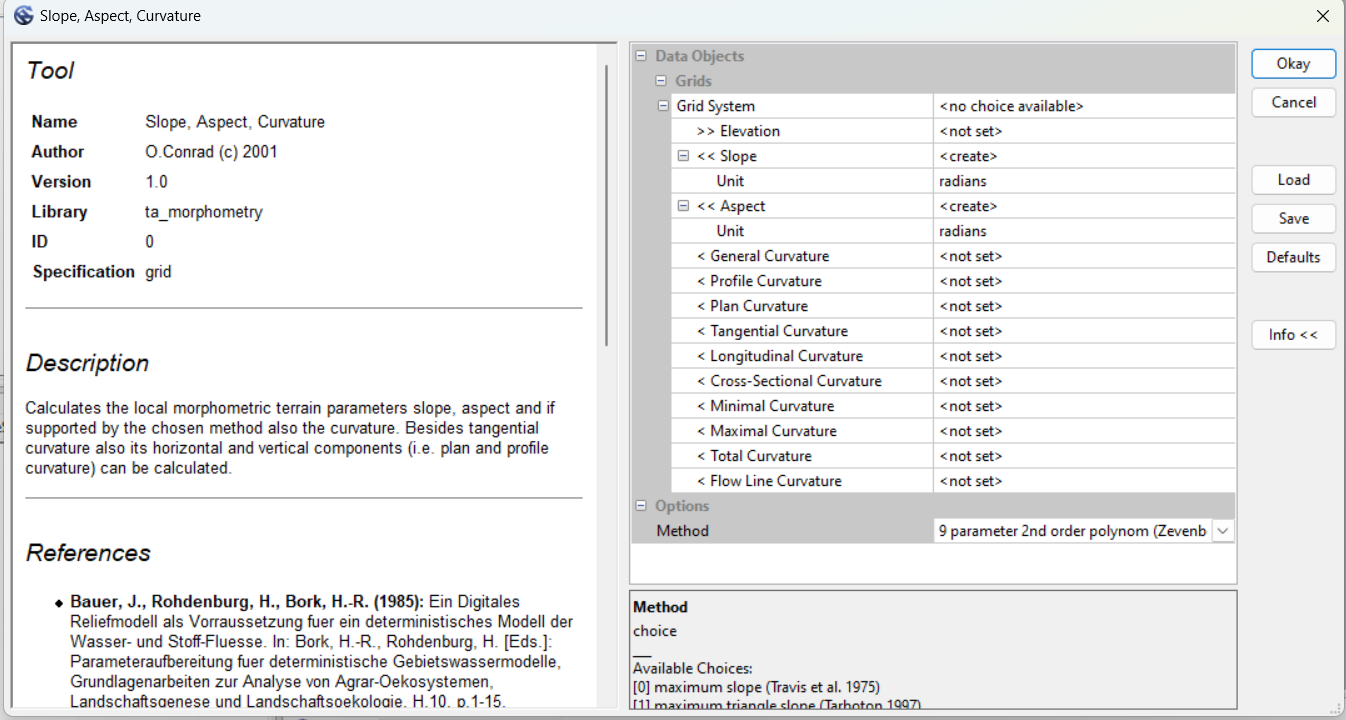 Slope, Aspect, Curvature
Tool
Name Slope, Aspect, Curvature
Author O.Conrad (c) 2001
Version 1.0
Library ta_morphometry
ID 0
Specification grid
Description
Calculates the local morphometric terrain parameters slope, aspect and if
supported by the chosen method also the curvature. Besides tangential
curvature also its horizontal and vertical components (i.e. plan and profile
curvature) can be calculated.
References
◆ Bauer, J., Rohdenburg, H., Bork, H.-R. (1985): Ein Digitales
Reliefmodell als Vorraussetzung fuer ein deterministisches Modell der
Wasser- und Stoff-Fluesse. In: Bork, H.-R., Rohdenburg, H. [Eds.]:
Parameteraufbereitung fuer deterministische Gebietswassermodelle,
Grundlagenarbeiten zur Analyse von Agrar-Oekosystemen,
Landschaftsgenese und Landschaftsoekologie, H.10, p.1-15.
Data Objects
Grids
Grid System <no choice available>
>> Elevation <not set>
<< Slope <create>
Unit radians
<< Aspect <create>
Unit radians
< General Curvature <not set>
< Profile Curvature <not set>
< Plan Curvature <not set>
< Tangential Curvature <not set>
< Longitudinal Curvature <not set>
< Cross-Sectional Curvature <not set>
< Minimal Curvature <not set>
< Maximal Curvature <not set>
< Total Curvature <not set>
< Flow Line Curvature <not set>
Options
Method 9 parameter 2nd order polynom (Zevenb
Method
choice
__
Available Choices:
[0] maximum slope (Travis et al. 1975)
[1] maximum triangle slope (Tarboton 1997)
Okay
Cancel
Load
Save
Defaults
Info <<